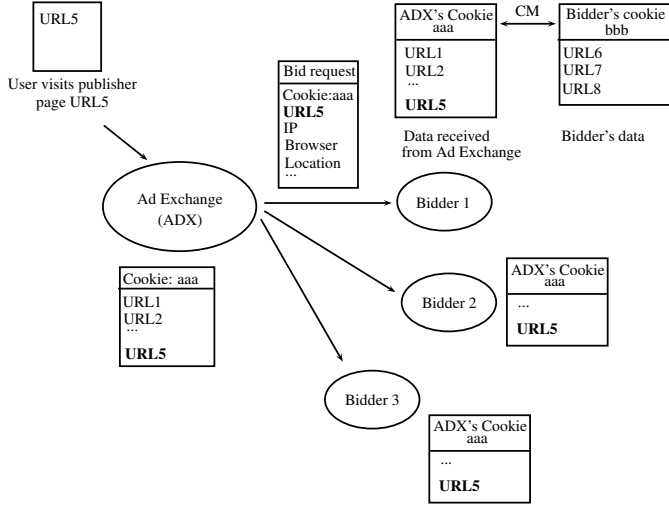 URL5
User visits publisher
page URL5
Bid request
Cookie:aaa
URL5
IP
Browser
Location
...
ADX's Cookie
aaa
URL1
URL2
...
URL5
Data received
from Ad Exchange
CM
Bidder's cookie
bbb
URL6
URL7
URL8
Bidder's data
Ad Exchange
(ADX)
Bidder 1
Cookie: aaa
URL1
URL2
...
URL5
Bidder 2
ADX's Cookie
aaa
...
URL5
Bidder 3
ADX's Cookie
aaa
...
URL5